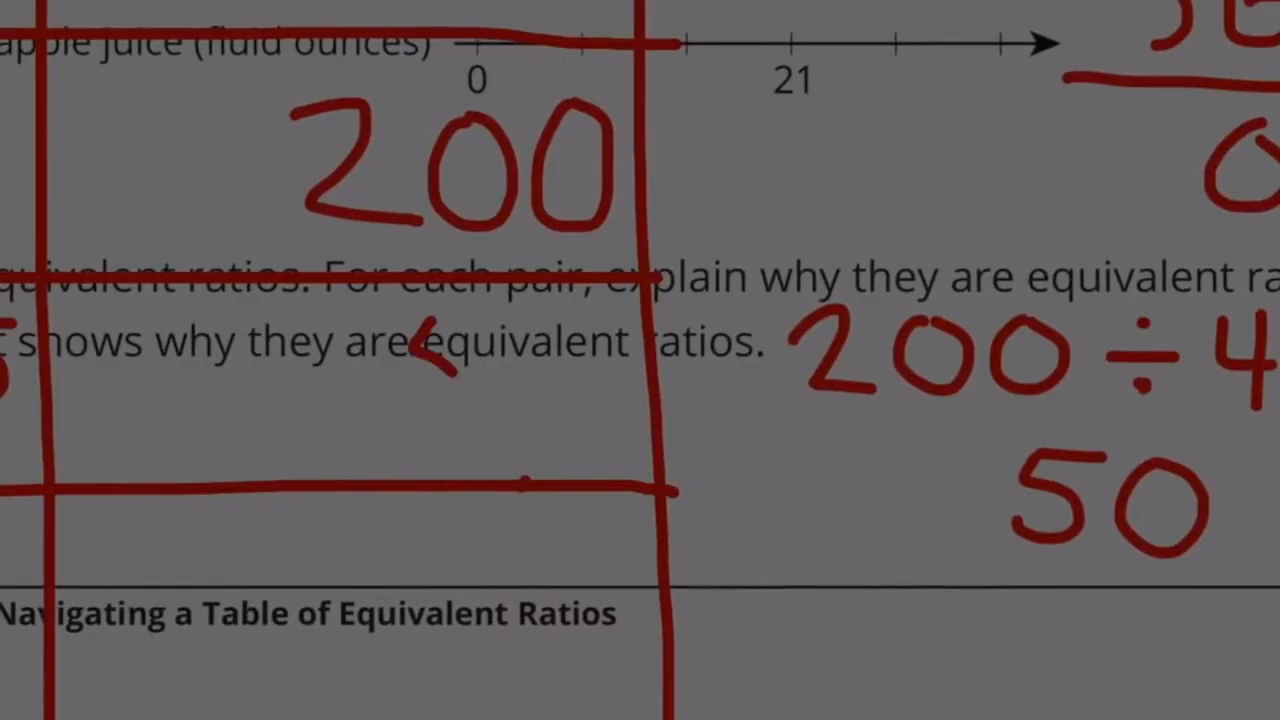 apple juice (fluid ounces)
0 21
200
0
equivalent ratios. For each pair, explain why they are equivalent
shows why they are equivalent ratios.
<
200 ÷ 4
50
Navigating a Table of Equivalent Ratios